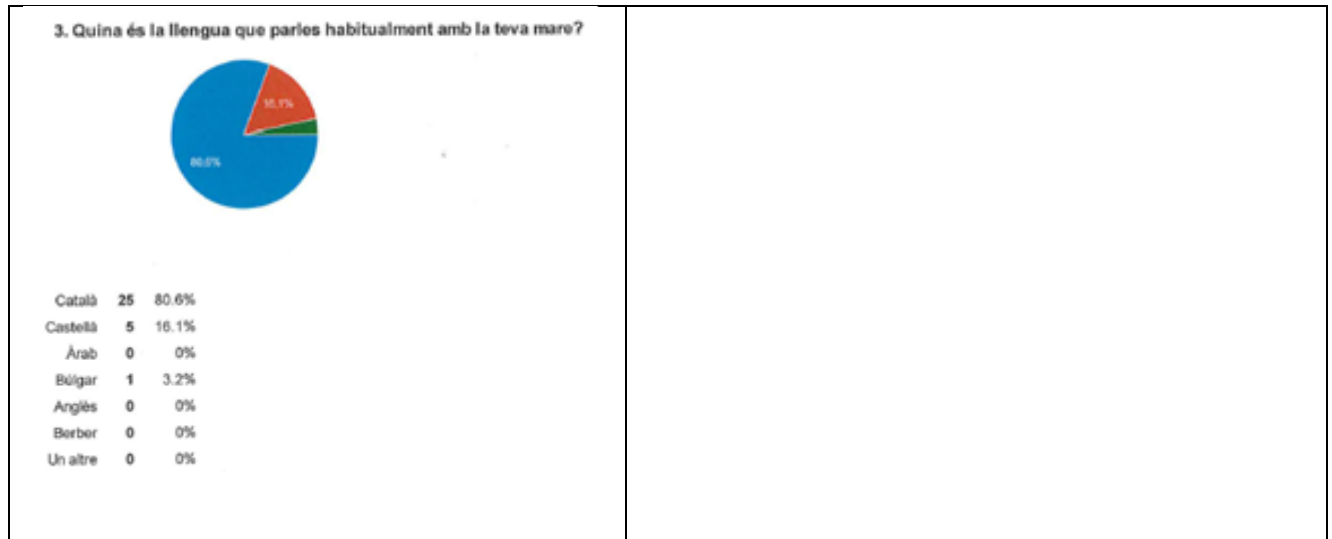 3. Quina és la llengua que parles habitualment amb la teva mare?
16,1%
80,6%
Català 25 80.6%
Castellà 5 16.1%
Àrab 0 0%
Búlgar 1 3.2%
Anglès 0 0%
Berber 0 0%
Un altre 0 0%